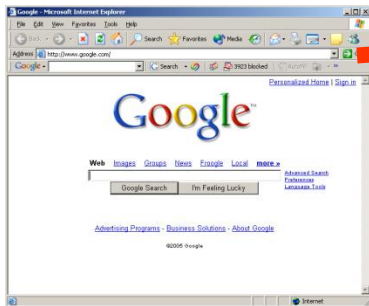 Google - Microsoft Internet Explorer
File Edit View Favorites Tools Help
Back Search Favorites Media
Address http://www.google.com/
Google Search 3923 blocked AutoFill
Personalized Home | Sign in
Google
Web Images Groups News Froogle Local more »
Advanced Search
Preferences
Language Tools
Google Search I'm Feeling Lucky
Advertising Programs - Business Solutions - About Google
©2005 Google
Internet